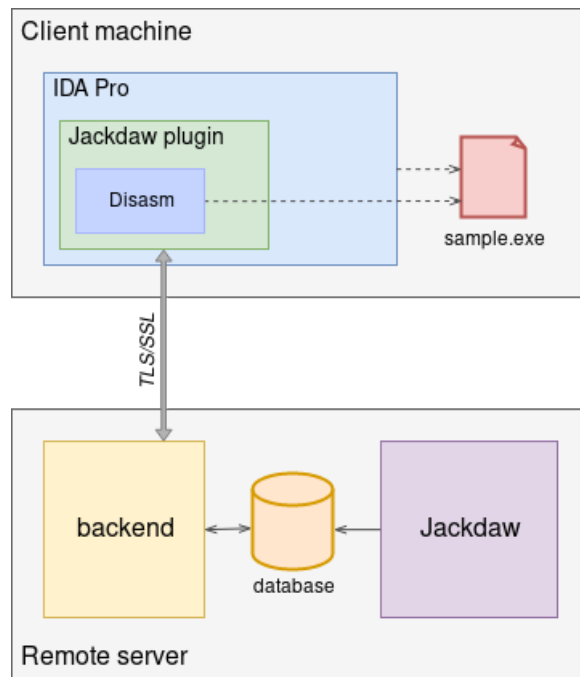 Client machine
IDA Pro
Jackdaw plugin
Disasm
sample.exe
TLS/SSL
backend
database
Jackdaw
Remote server